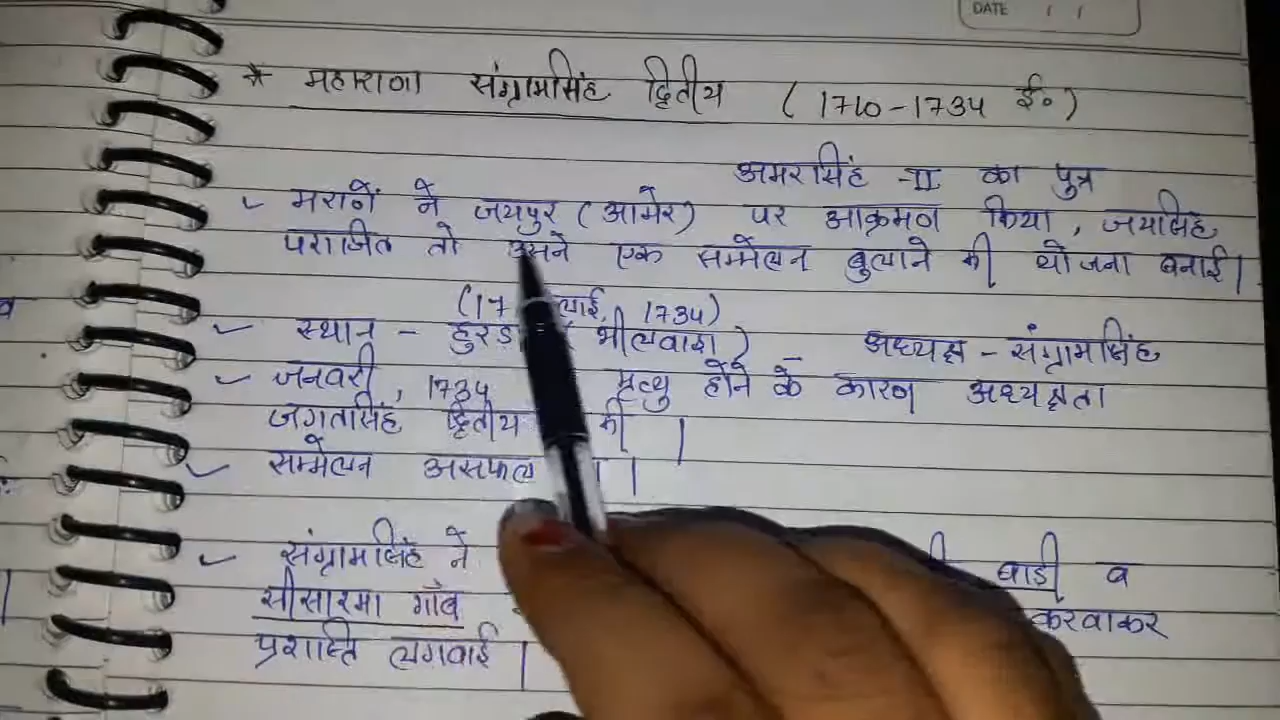 DATE / /
* महाराणा संग्रामसिंह द्वितीय (1710-1734 ई०)
अमरसिंह -II का पुत्र
मराठों ने जयपुर (आमेर) पर आक्रमण किया, जयसिंह
पराजित तो उसने एक सम्मेलन बुलाने की योजना बनाई।
(17 लाई, 1734)
स्थान - हुरड़ा भीलवाड़ा) - अध्यक्ष - संग्रामसिंह
जनवरी, 1734 मृत्यु होने के कारण अध्यक्षता
जगतसिंह द्वितीय की |
सम्मेलन असफल |
संग्रामसिंह ने बाड़ी व
सीसारमा गाँव करवाकर
प्रशस्ति लगवाई |